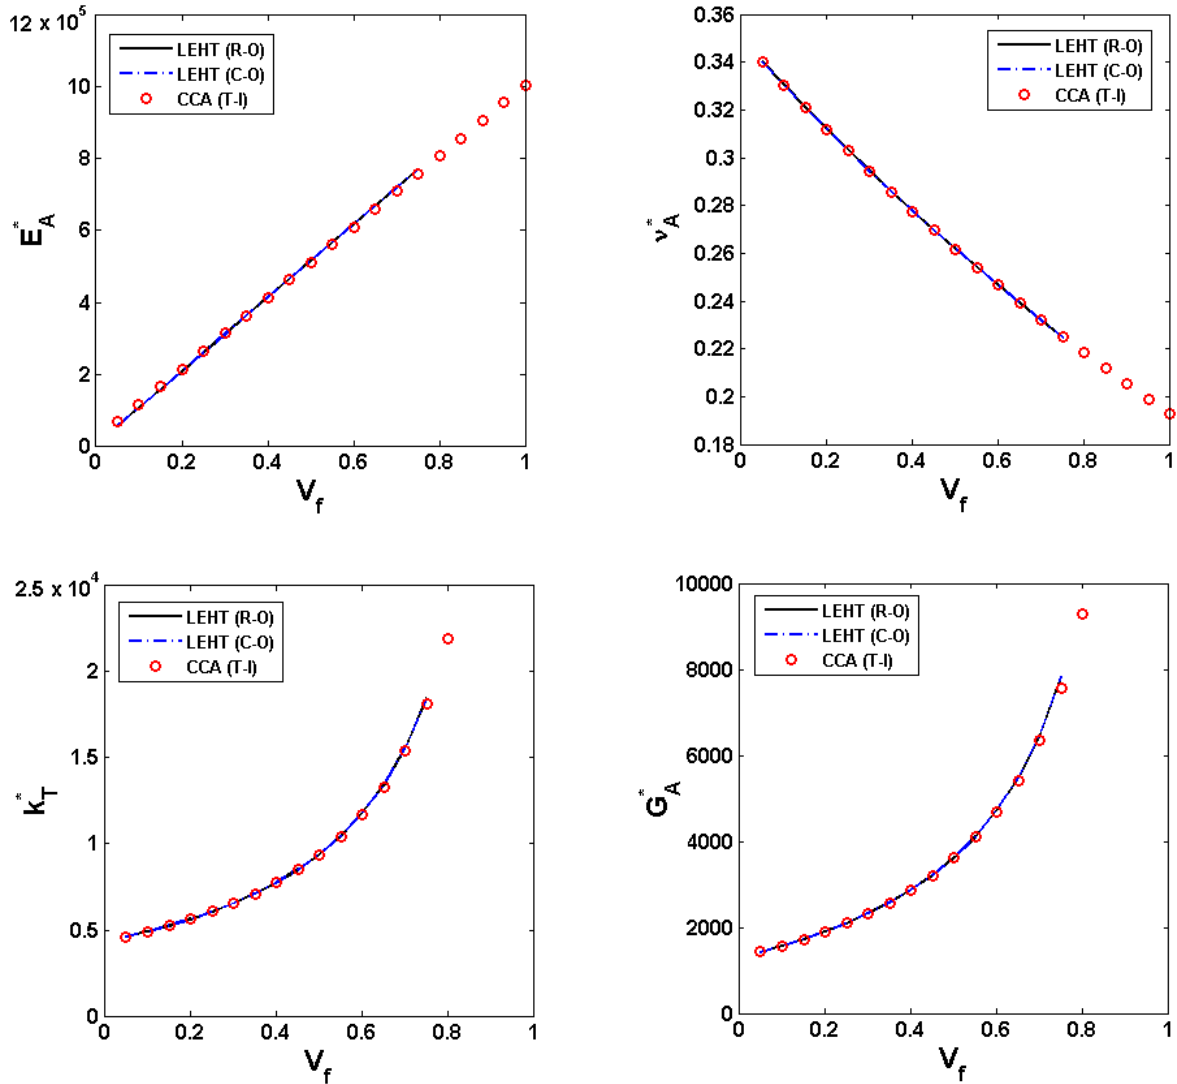 12 x 10⁵
10
8
6
4
2
0
0
0.2
0.4
0.6
0.8
1
E*A
Vf
LEHT (R-O)
LEHT (C-O)
CCA (T-I)
0.36
0.34
0.32
0.3
0.28
0.26
0.24
0.22
0.2
0.18
0
0.2
0.4
0.6
0.8
1
ν*A
Vf
LEHT (R-O)
LEHT (C-O)
CCA (T-I)
2.5 x 10⁴
2
1.5
1
0.5
0
0
0.2
0.4
0.6
0.8
1
k*T
Vf
LEHT (R-O)
LEHT (C-O)
CCA (T-I)
10000
8000
6000
4000
2000
0
0
0.2
0.4
0.6
0.8
1
G*A
Vf
LEHT (R-O)
LEHT (C-O)
CCA (T-I)